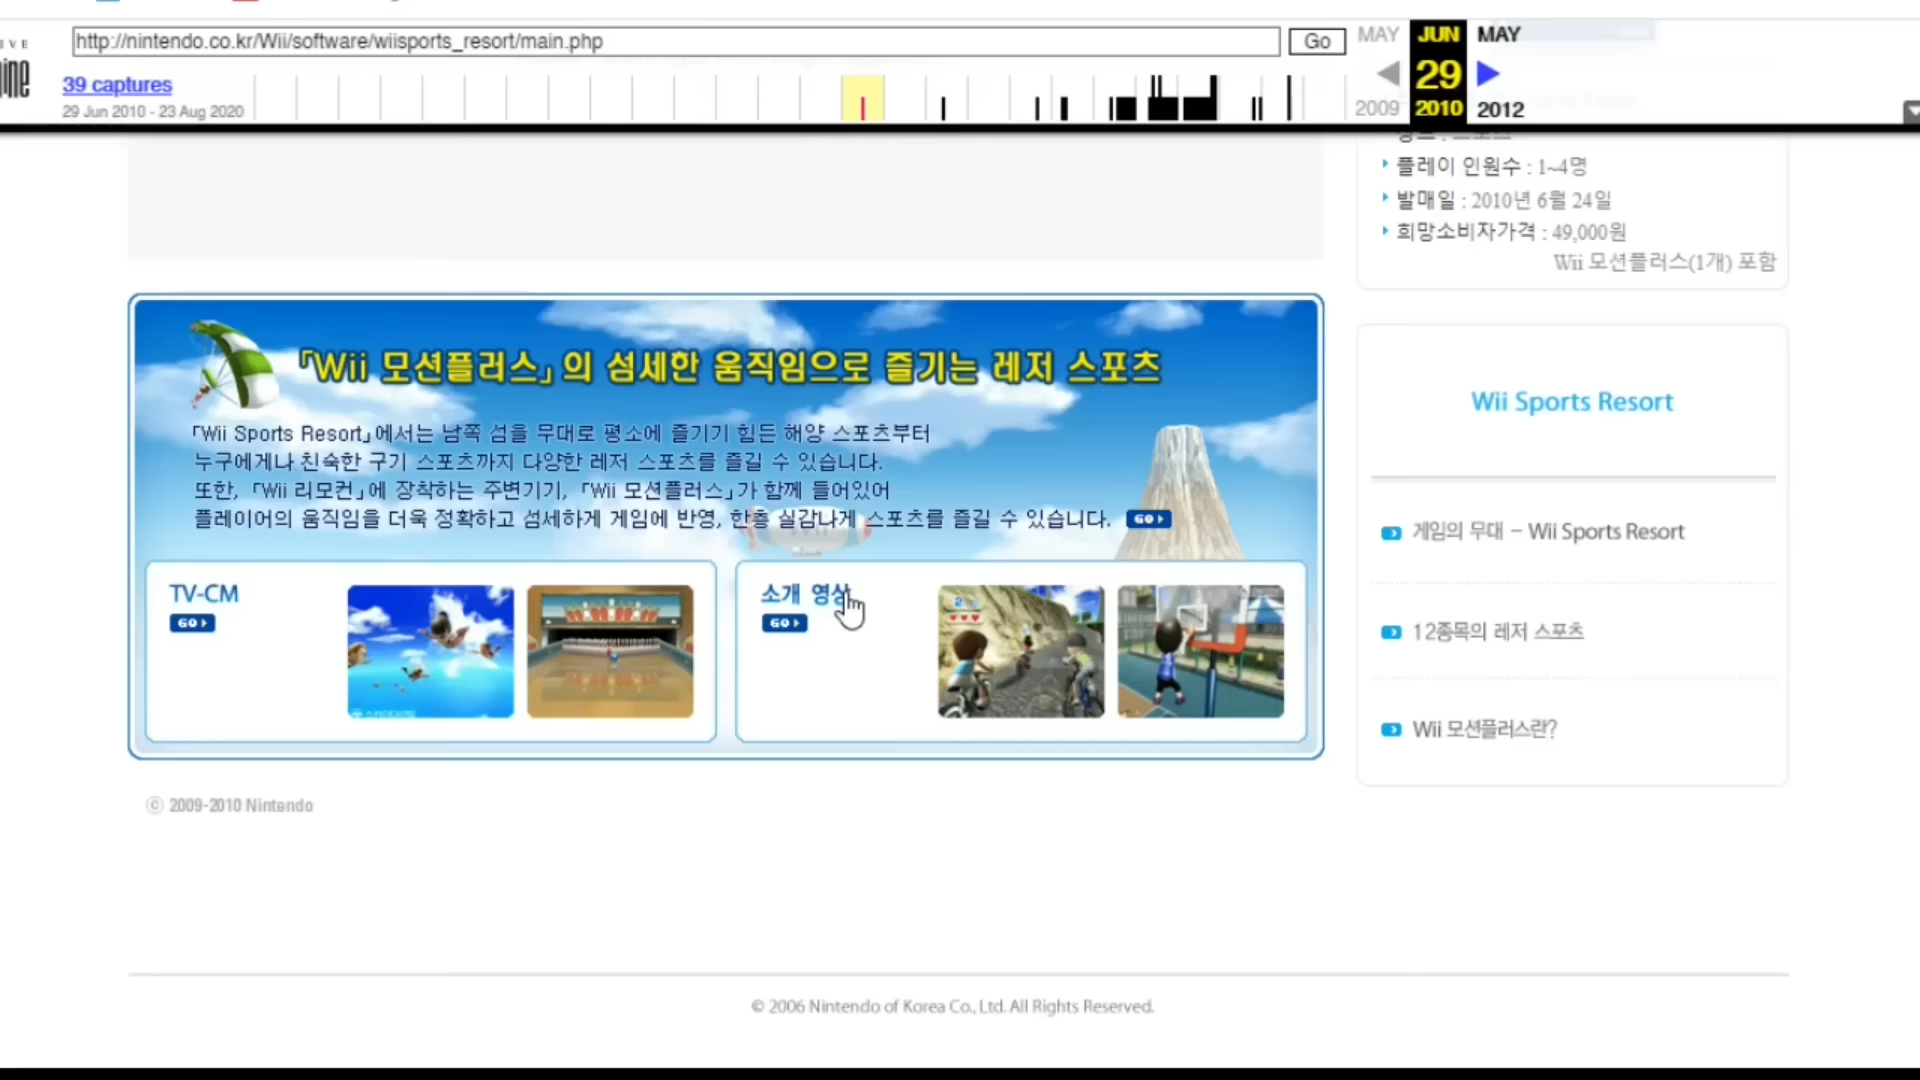 http://nintendo.co.kr/Wii/software/wiisports_resort/main.php
Go
MAY
JUN
MAY
39 captures
29
29 Jun 2010 - 23 Aug 2020
2009
2010
2012
플레이 인원수 : 1~4명
발매일 : 2010년 6월 24일
희망소비자가격 : 49,000원
Wii 모션플러스(1개) 포함
「Wii 모션플러스」의 섬세한 움직임으로 즐기는 레저 스포츠
「Wii Sports Resort」에서는 남쪽 섬을 무대로 평소에 즐기기 힘든 해양 스포츠부터
누구에게나 친숙한 구기 스포츠까지 다양한 레저 스포츠를 즐길 수 있습니다.
또한, 「Wii 리모컨」에 장착하는 주변기기, 「Wii 모션플러스」가 함께 들어있어
플레이어의 움직임을 더욱 정확하고 섬세하게 게임에 반영, 한층 실감나게 스포츠를 즐길 수 있습니다. GO
TV-CM
GO
소개 영상
GO
Wii Sports Resort
게임의 무대 – Wii Sports Resort
12종목의 레저 스포츠
Wii 모션플러스란?
ⓒ 2009-2010 Nintendo
© 2006 Nintendo of Korea Co., Ltd. All Rights Reserved.